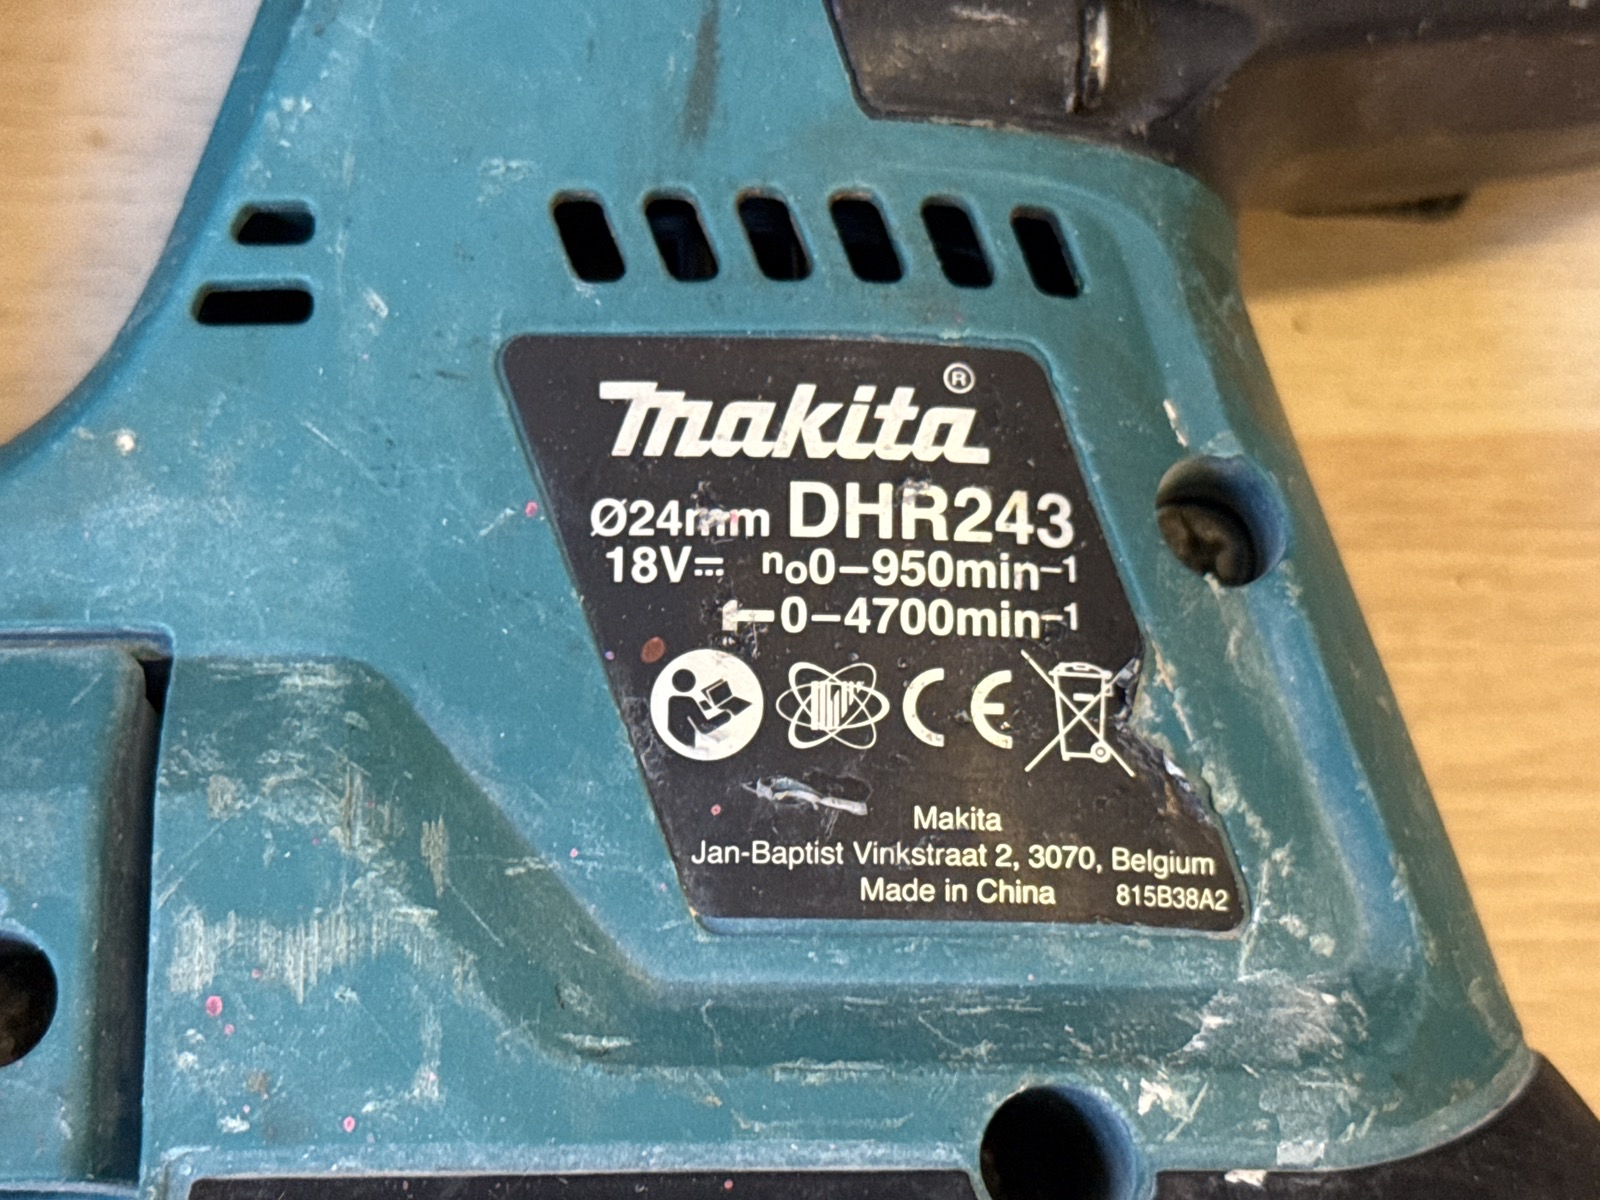 makita®
Ø24mm DHR243
18V⎓ n₀0–950min⁻¹
0–4700min⁻¹
CE
Makita
Jan-Baptist Vinkstraat 2, 3070, Belgium
Made in China 815B38A2